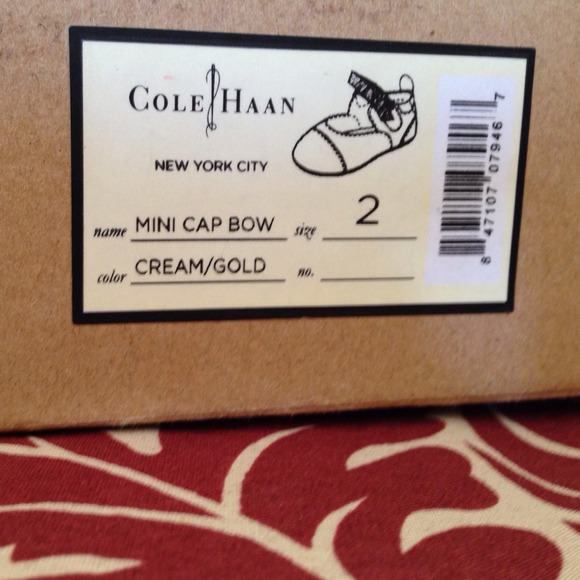 COLE HAAN
NEW YORK CITY
name MINI CAP BOW size 2
color CREAM/GOLD no.
8 47107 07946 7